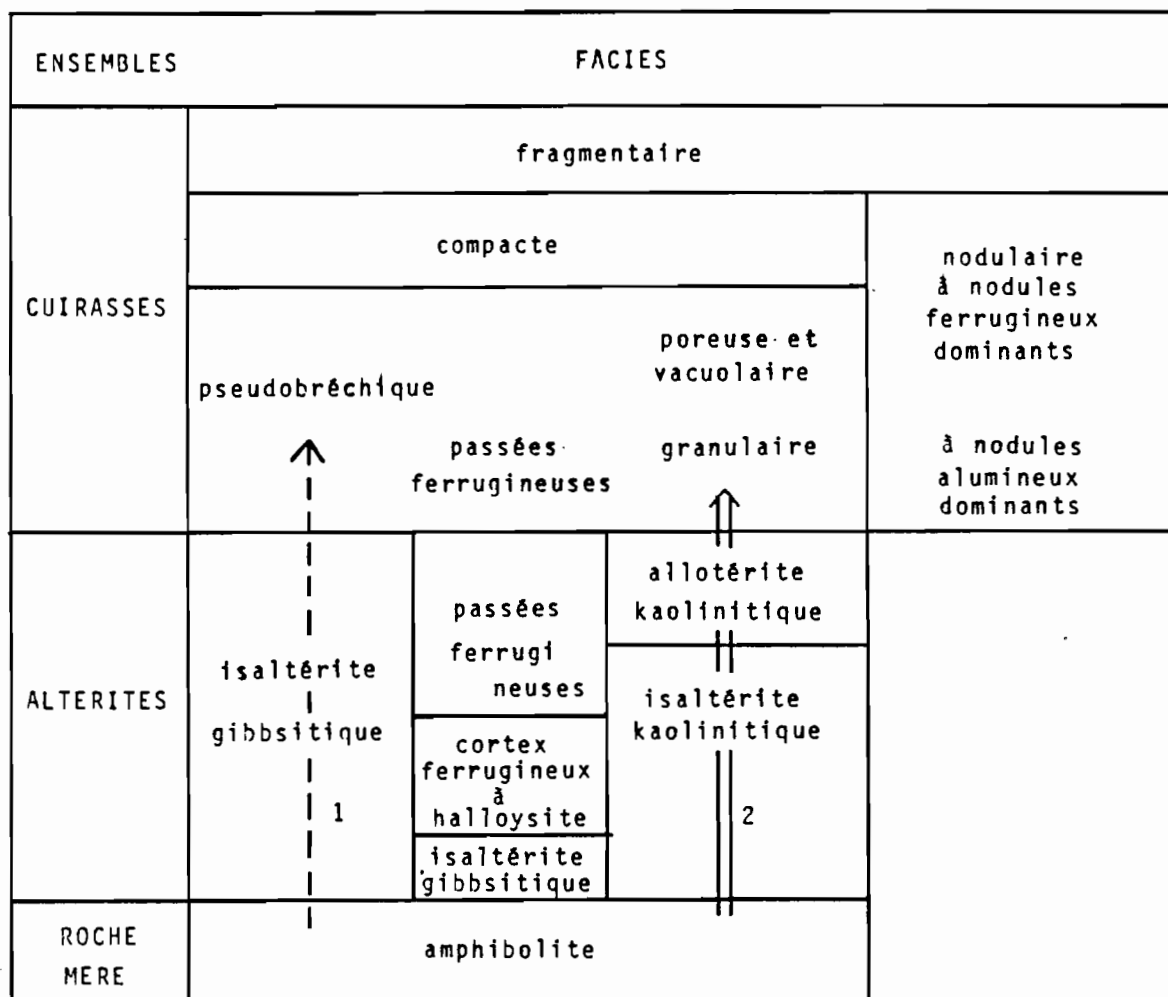 ENSEMBLES
FACIES
CUIRASSES
fragmentaire
compacte
nodulaire
à nodules
ferrugineux
dominants
pseudobréchique
poreuse et
vacuolaire
passées
ferrugineuses
granulaire
à nodules
alumineux
dominants
ALTERITES
isaltérite
gibbsitique
1
passées
ferrugi
neuses
cortex
ferrugineux
à
halloysite
isaltérite
gibbsitique
allotérite
kaolinitique
isaltérite
kaolinitique
2
ROCHE
MERE
amphibolite